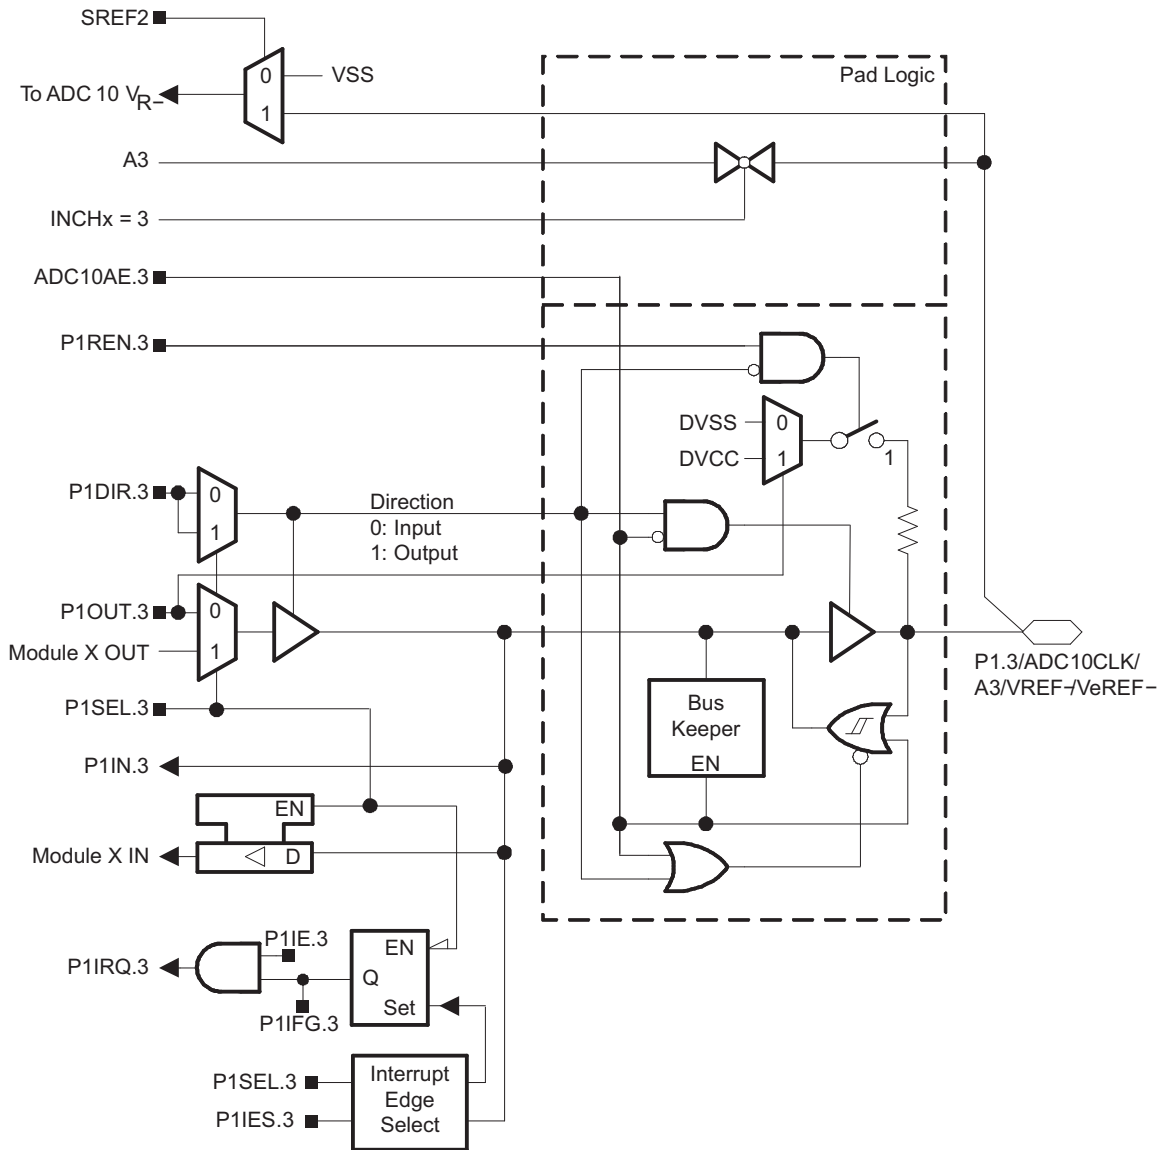 SREF2
0
VSS
Pad Logic
To ADC 10 VR−
1
A3
INCHx = 3
ADC10AE.3
P1REN.3
DVSS
0
DVCC
1
1
P1DIR.3
0
1
Direction
0: Input
1: Output
P1OUT.3
0
Module X OUT
1
P1.3/ADC10CLK/
A3/VREF−/VeREF−
P1SEL.3
Bus
Keeper
EN
P1IN.3
EN
Module X IN
D
P1IE.3
EN
P1IRQ.3
Q
Set
P1IFG.3
P1SEL.3
P1IES.3
Interrupt
Edge
Select